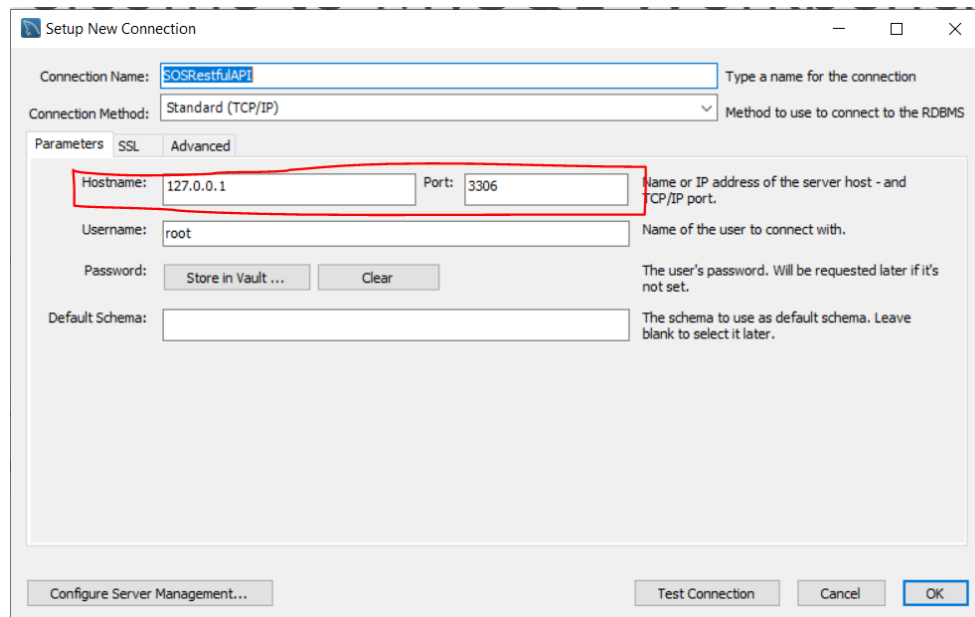 Setup New Connection
Connection Name: SOSRestfulAPI Type a name for the connection
Connection Method: Standard (TCP/IP) Method to use to connect to the RDBMS
Parameters SSL Advanced
Hostname: 127.0.0.1 Port: 3306 Name or IP address of the server host - and
TCP/IP port.
Username: root Name of the user to connect with.
Password: Store in Vault ... Clear The user's password. Will be requested later if it's
not set.
Default Schema: The schema to use as default schema. Leave
blank to select it later.
Configure Server Management... Test Connection Cancel OK